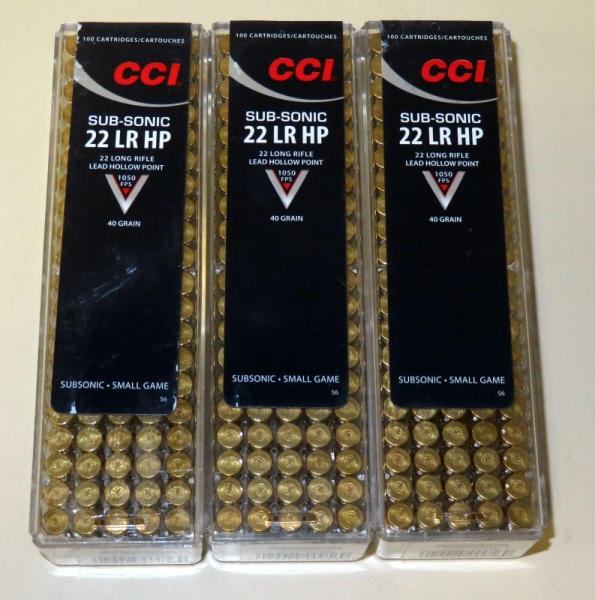 100 CARTRIDGES/CARTOUCHES
CCI
SUB-SONIC
22 LR HP
22 LONG RIFLE
LEAD HOLLOW POINT
1050
FPS
40 GRAIN
SUBSONIC • SMALL GAME
56
100 CARTRIDGES/CARTOUCHES
CCI
SUB-SONIC
22 LR HP
22 LONG RIFLE
LEAD HOLLOW POINT
1050
FPS
40 GRAIN
SUBSONIC • SMALL GAME
56
100 CARTRIDGES/CARTOUCHES
CCI
SUB-SONIC
22 LR HP
22 LONG RIFLE
LEAD HOLLOW POINT
1050
FPS
40 GRAIN
SUBSONIC • SMALL GAME
56